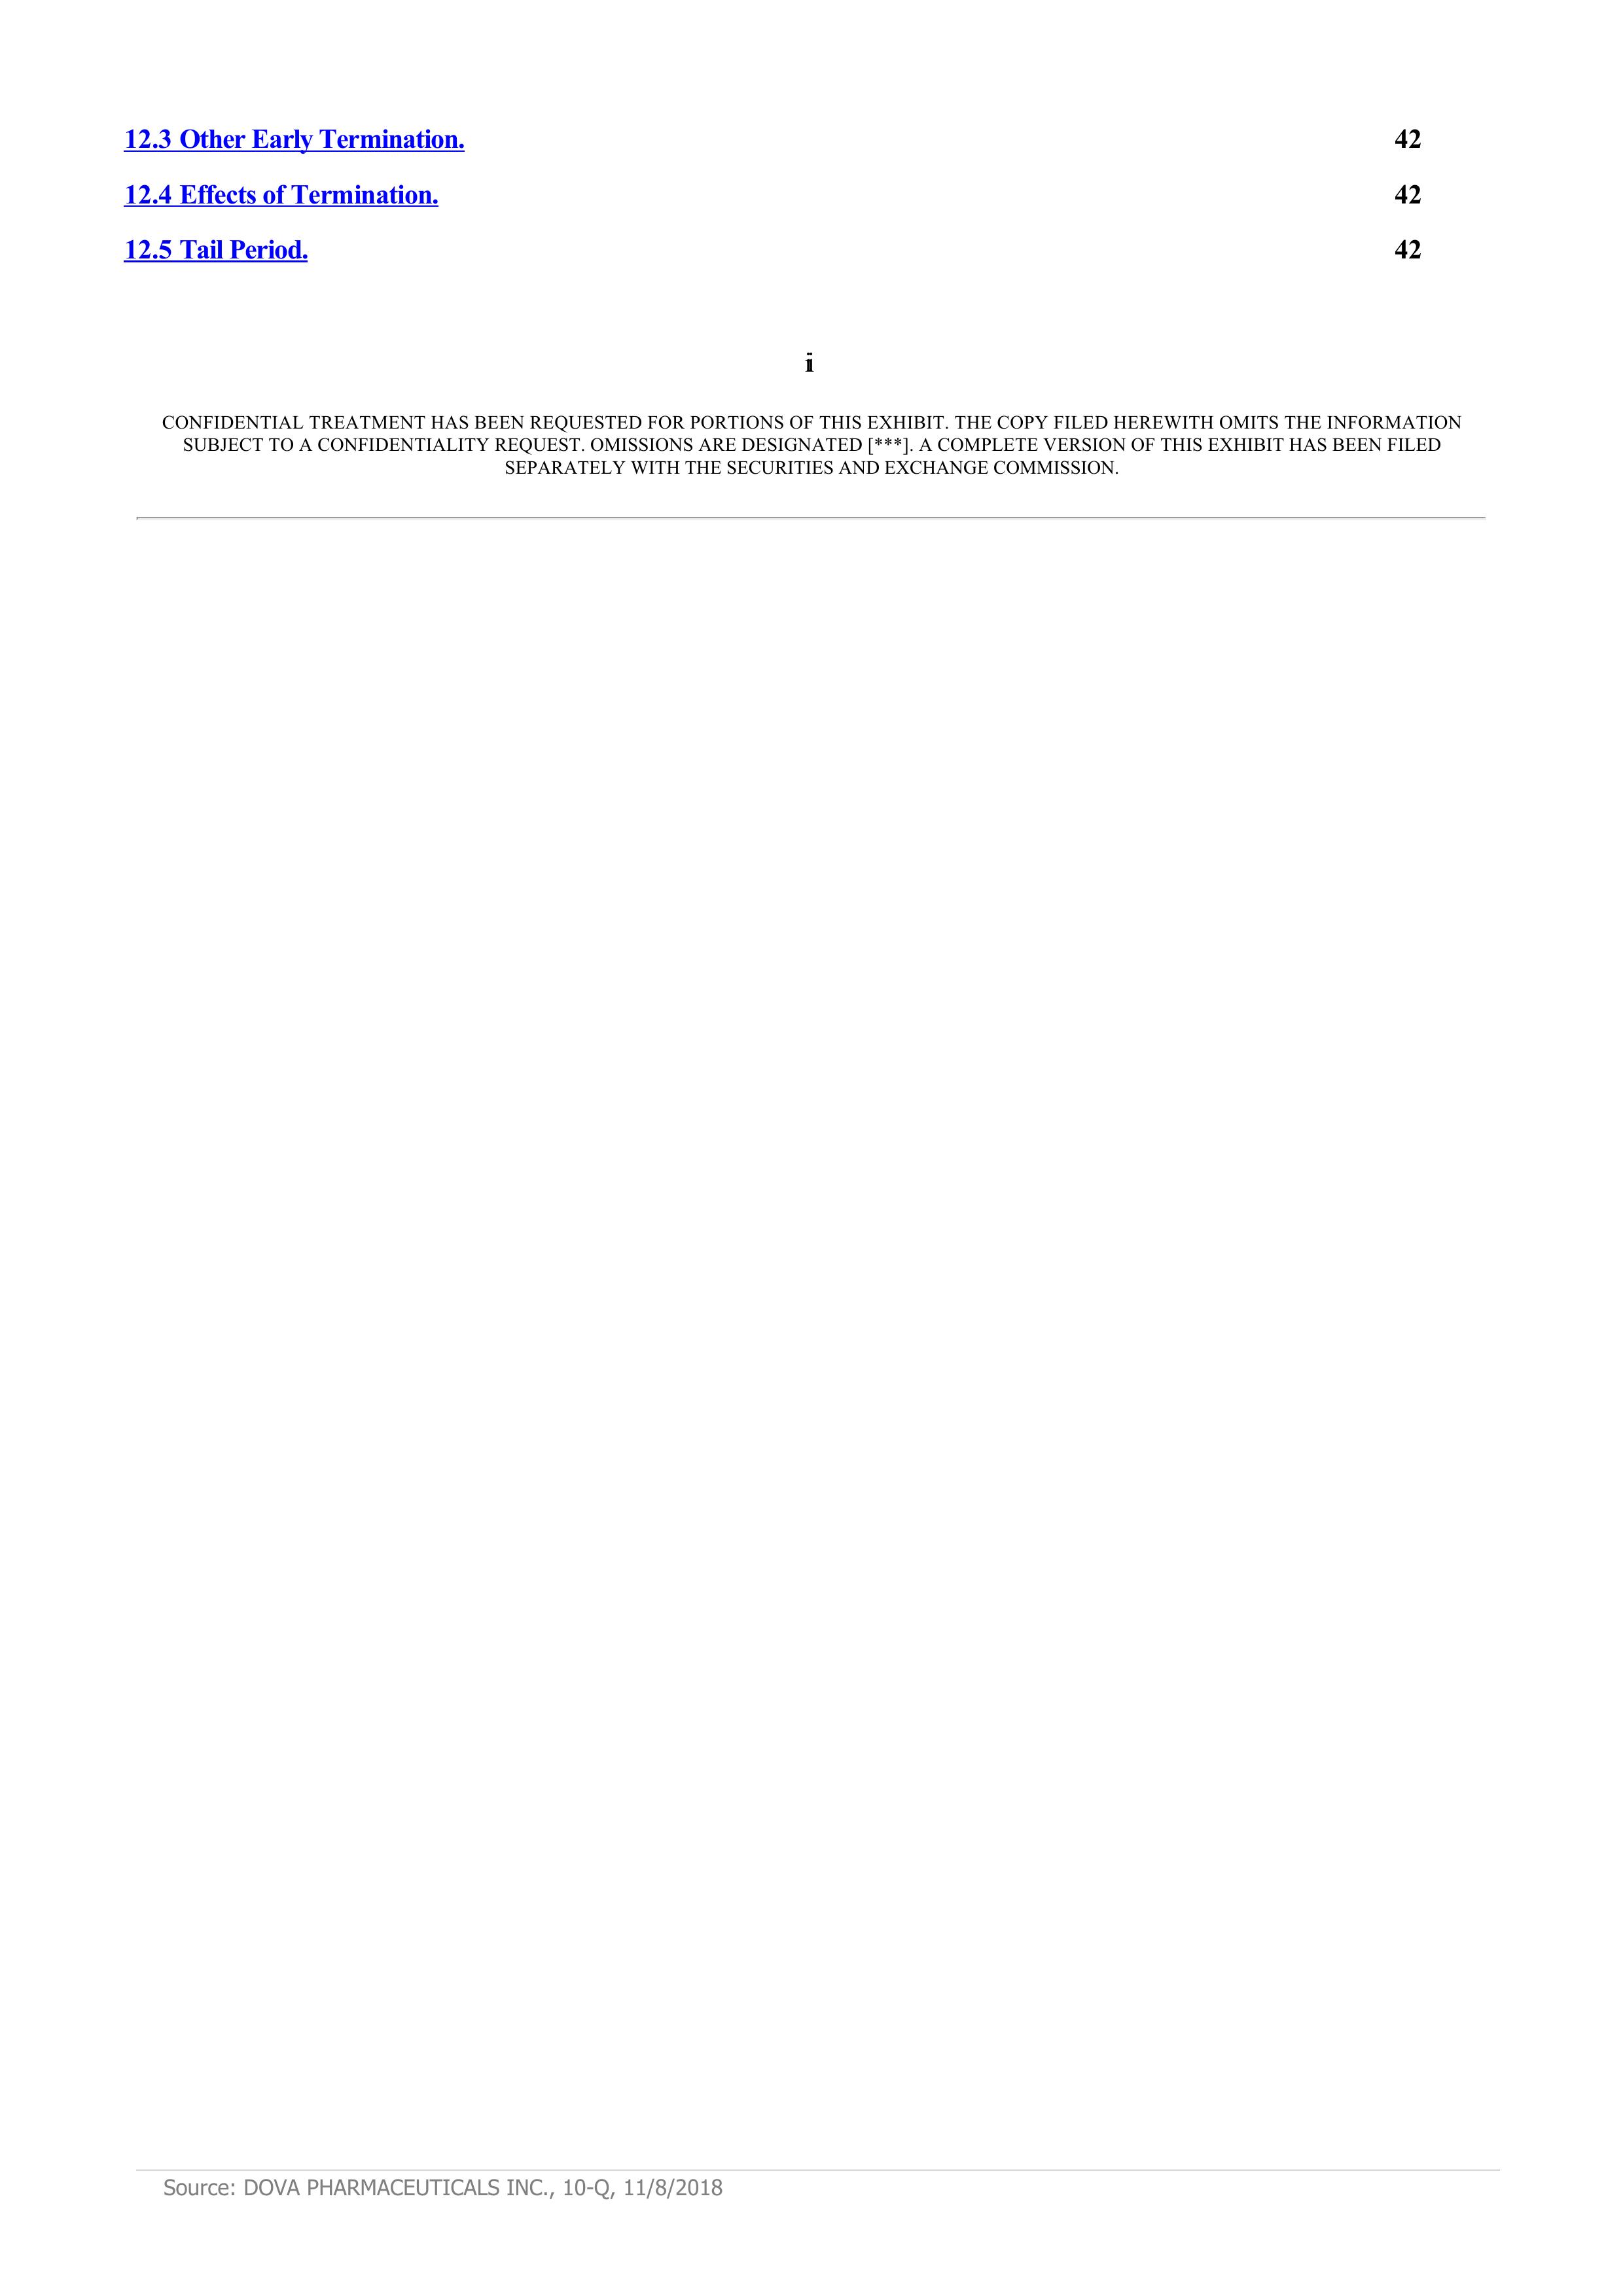 12.3 Other Early Termination. 42
12.4 Effects of Termination. 42
12.5 Tail Period. 42
ii
CONFIDENTIAL TREATMENT HAS BEEN REQUESTED FOR PORTIONS OF THIS EXHIBIT. THE COPY FILED HEREWITH OMITS THE INFORMATION
SUBJECT TO A CONFIDENTIALITY REQUEST. OMISSIONS ARE DESIGNATED [***]. A COMPLETE VERSION OF THIS EXHIBIT HAS BEEN FILED
SEPARATELY WITH THE SECURITIES AND EXCHANGE COMMISSION.
Source: DOVA PHARMACEUTICALS INC., 10-Q, 11/8/2018